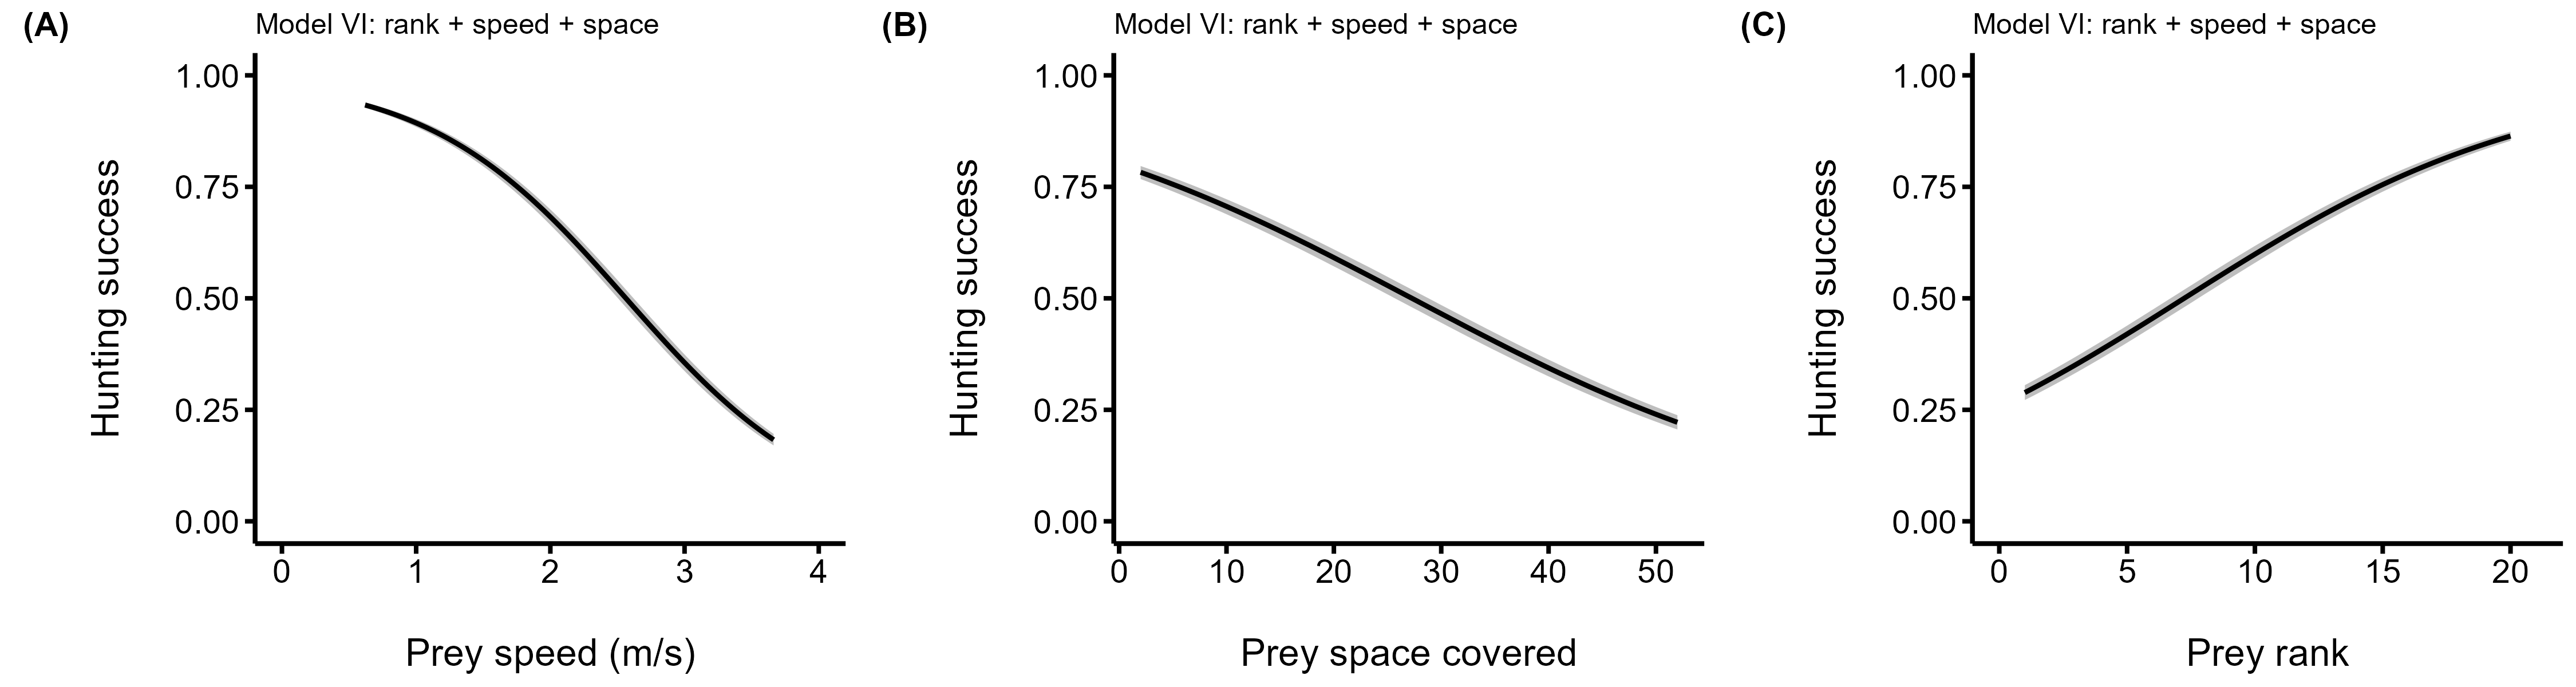 (A)
Model VI: rank + speed + space
1.00
0.75
0.50
0.25
0.00
Hunting success
0 1 2 3 4
Prey speed (m/s)
(B)
Model VI: rank + speed + space
1.00
0.75
0.50
0.25
0.00
Hunting success
0 10 20 30 40 50
Prey space covered
(C)
Model VI: rank + speed + space
1.00
0.75
0.50
0.25
0.00
Hunting success
0 5 10 15 20
Prey rank